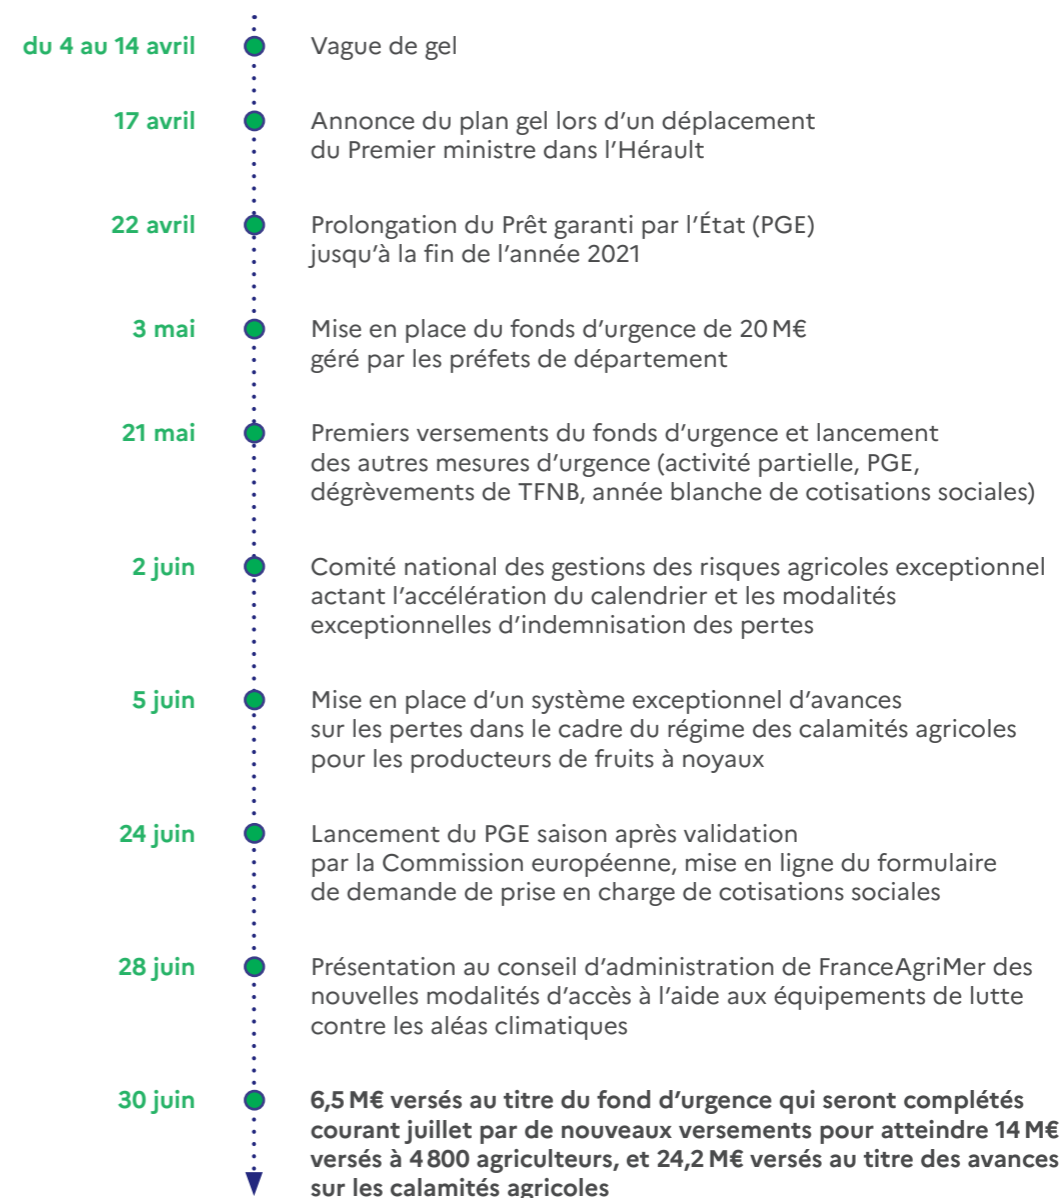 du 4 au 14 avril
Vague de gel
17 avril
Annonce du plan gel lors d’un déplacement
du Premier ministre dans l’Hérault
22 avril
Prolongation du Prêt garanti par l’État (PGE)
jusqu’à la fin de l’année 2021
3 mai
Mise en place du fonds d’urgence de 20 M€
géré par les préfets de département
21 mai
Premiers versements du fonds d’urgence et lancement
des autres mesures d’urgence (activité partielle, PGE,
dégrèvements de TFNB, année blanche de cotisations sociales)
2 juin
Comité national des gestions des risques agricoles exceptionnel
actant l’accélération du calendrier et les modalités
exceptionnelles d’indemnisation des pertes
5 juin
Mise en place d’un système exceptionnel d’avances
sur les pertes dans le cadre du régime des calamités agricoles
pour les producteurs de fruits à noyaux
24 juin
Lancement du PGE saison après validation
par la Commission européenne, mise en ligne du formulaire
de demande de prise en charge de cotisations sociales
28 juin
Présentation au conseil d’administration de FranceAgriMer des
nouvelles modalités d’accès à l’aide aux équipements de lutte
contre les aléas climatiques
30 juin
6,5 M€ versés au titre du fond d’urgence qui seront complétés
courant juillet par de nouveaux versements pour atteindre 14 M€
versés à 4 800 agriculteurs, et 24,2 M€ versés au titre des avances
sur les calamités agricoles